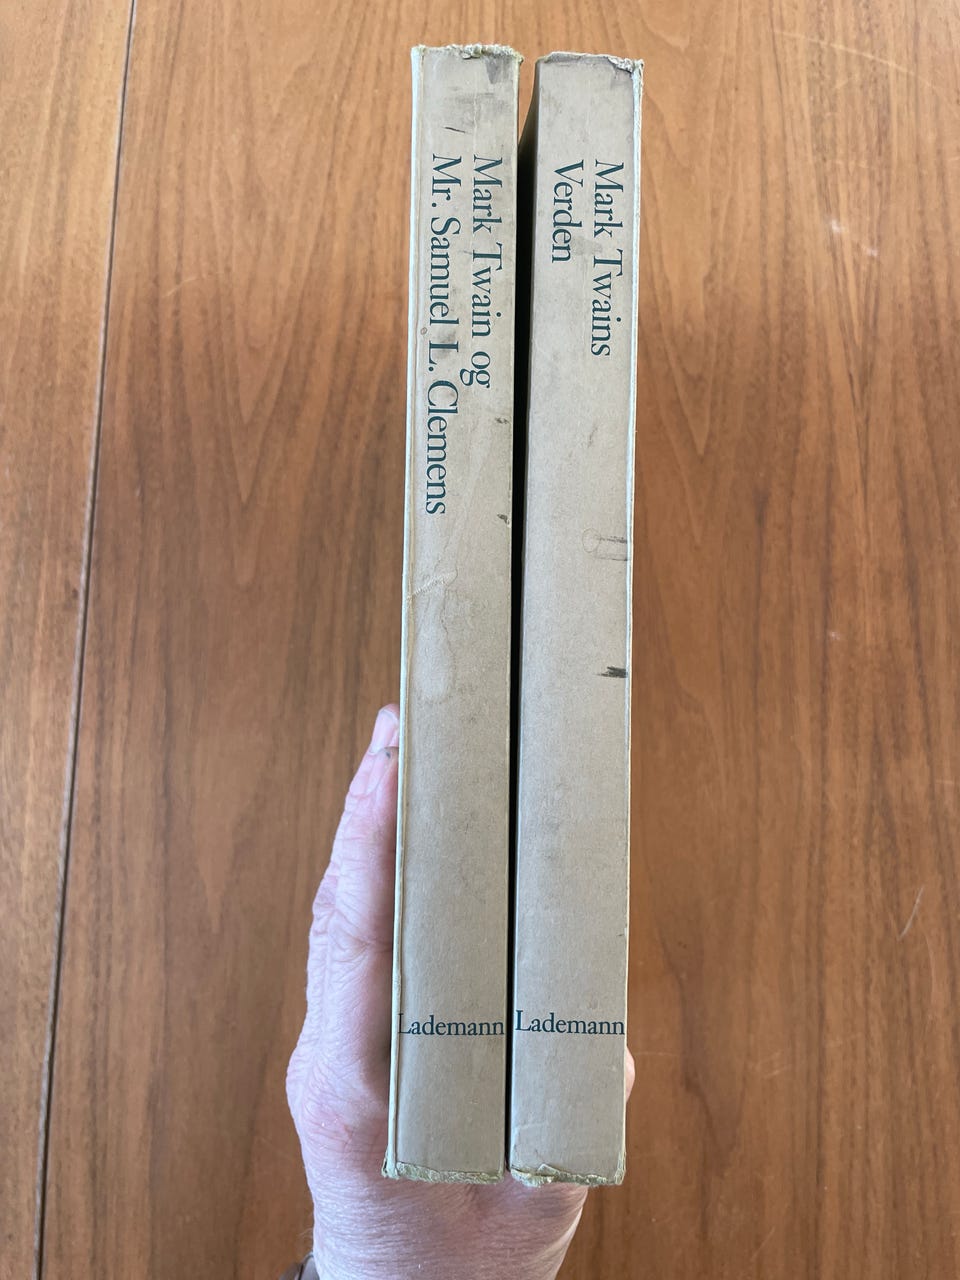 Mark Twain og
Mr. Samuel L. Clemens
Lademann
Mark Twains
Verden
Lademann